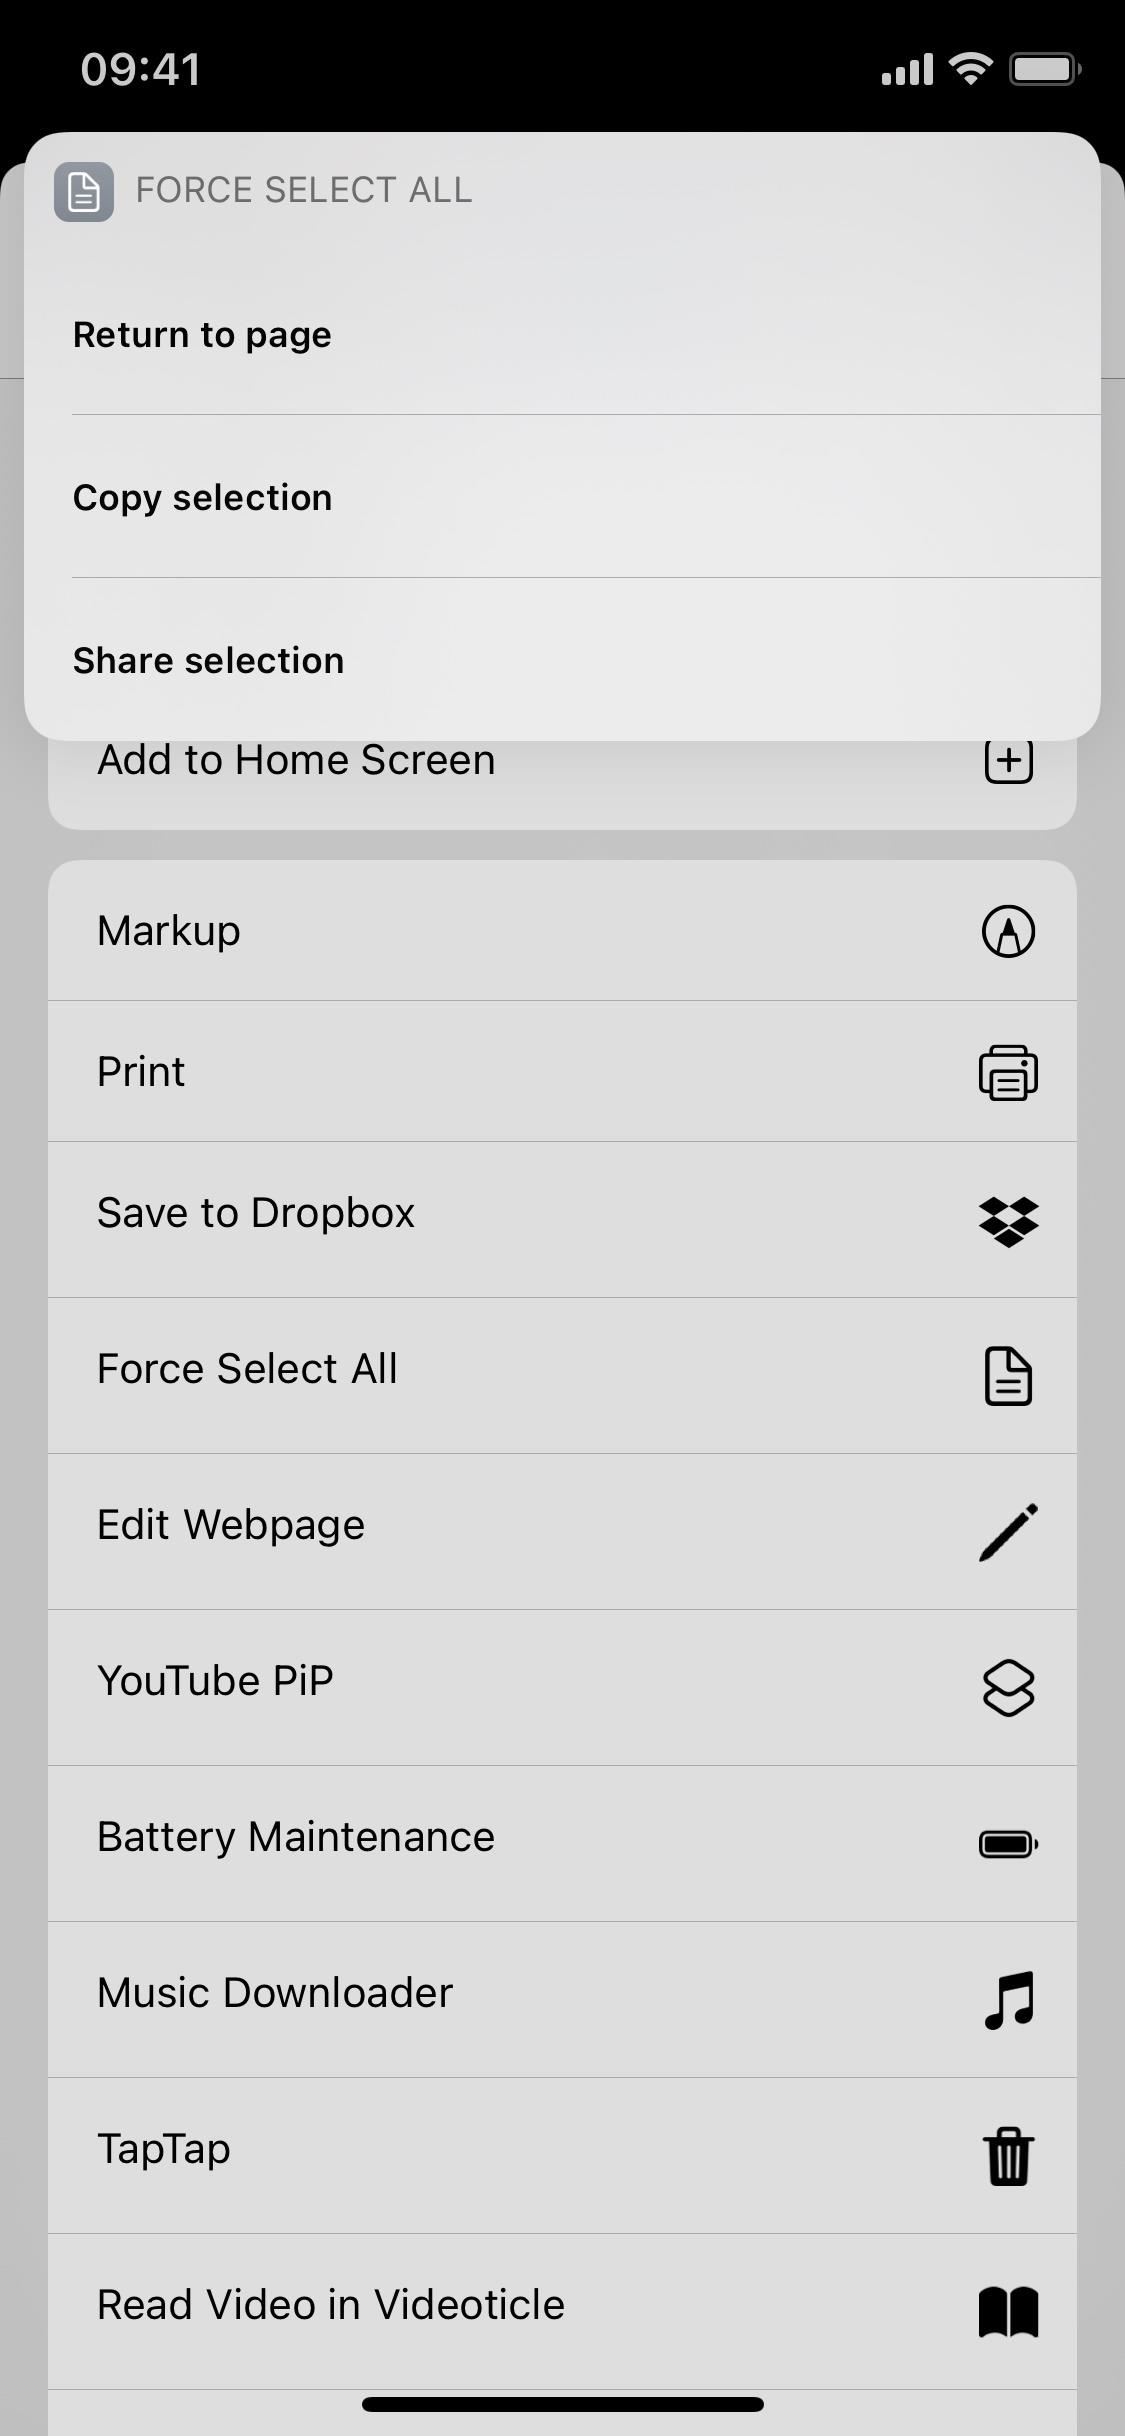 09:41
FORCE SELECT ALL
Return to page
Copy selection
Share selection
Add to Home Screen
Markup
Print
Save to Dropbox
Force Select All
Edit Webpage
YouTube PiP
Battery Maintenance
Music Downloader
TapTap
Read Video in Videoticle